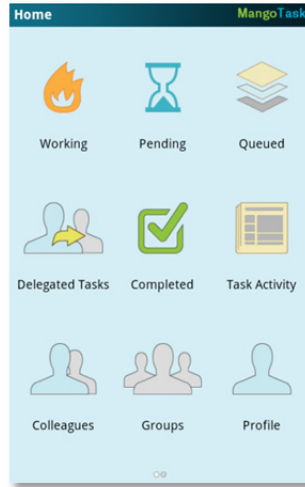 Home MangoTask
Working Pending Queued
Delegated Tasks Completed Task Activity
Colleagues Groups Profile